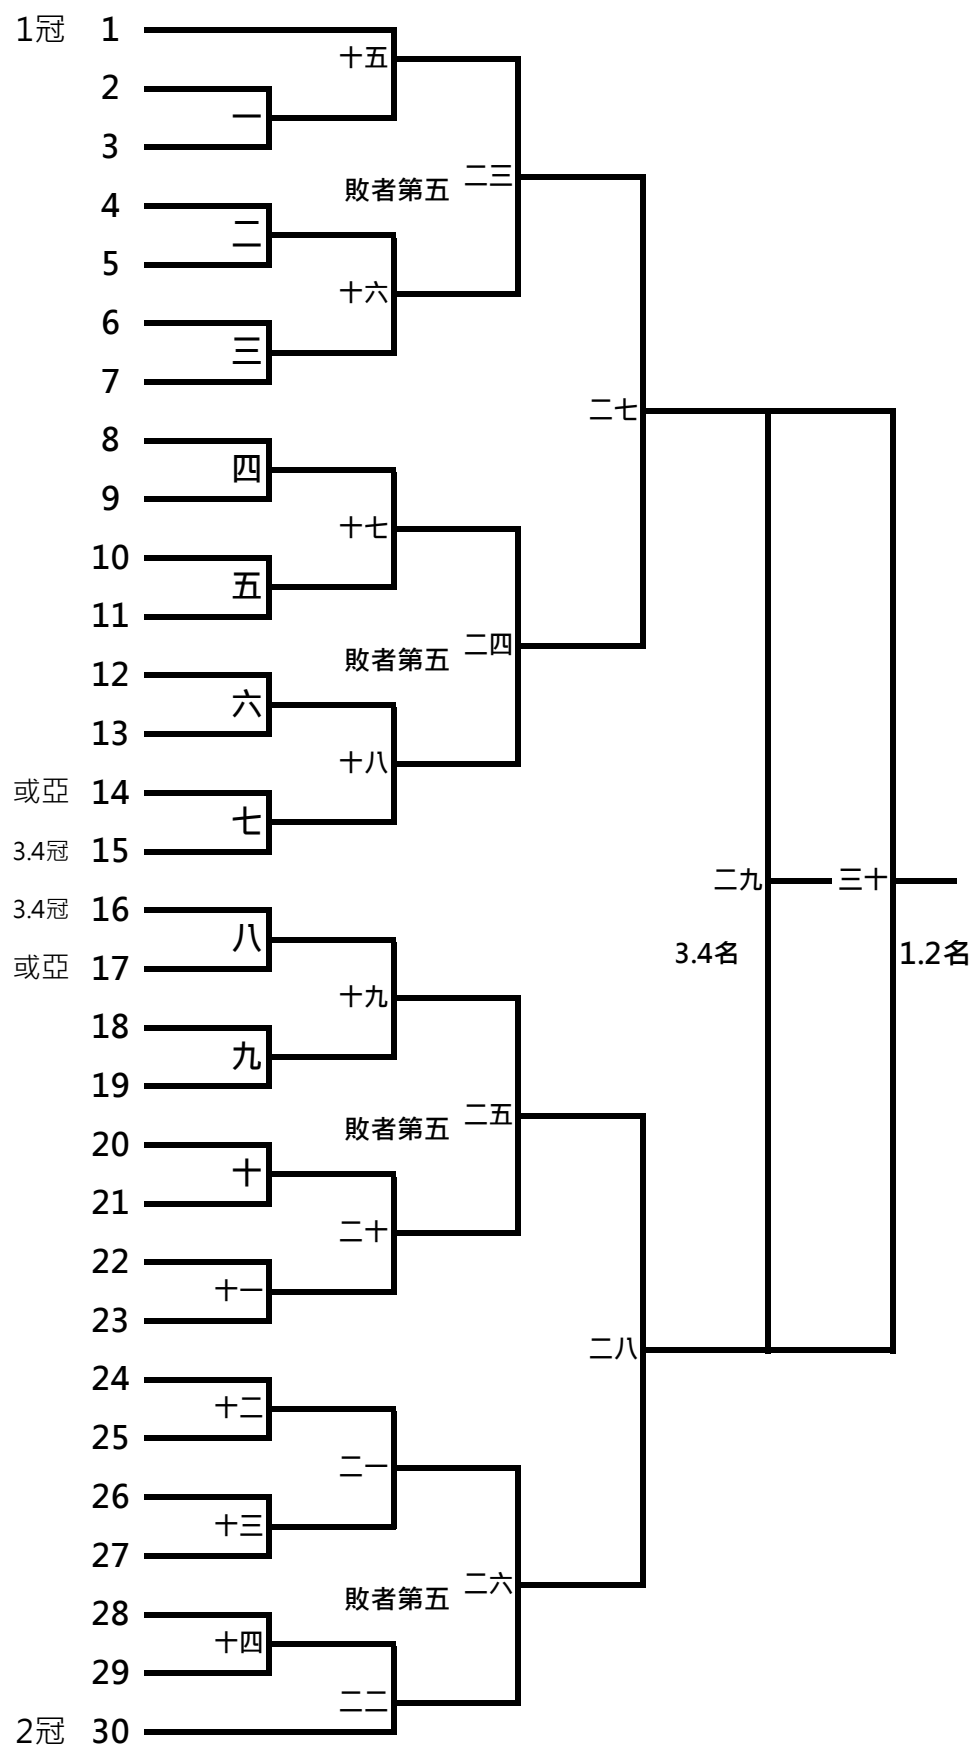 1冠 1
十五
2
一
3
敗者第五 二三
4
二
5
十六
6
三
7
二七
8
四
9
十七
10
五
11
敗者第五 二四
12
六
13
十八
或亞 14
七
3.4冠 15
二九 三十
3.4冠 16
八
3.4名 1.2名
或亞 17
十九
18
九
19
敗者第五 二五
20
十
21
二十
22
十一
23
二八
24
十二
25
二一
26
十三
27
敗者第五 二六
28
十四
29
二二
2冠 30